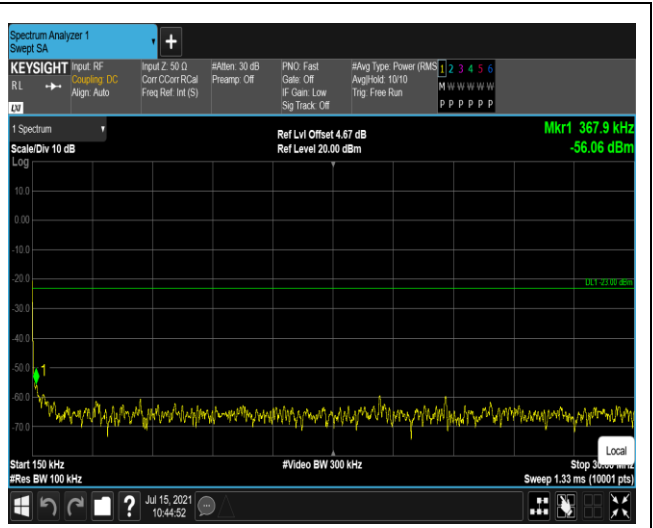 Spectrum Analyzer 1
Swept SA
+
KEYSIGHT Input: RF Input Z: 50 Ω #Atten: 30 dB PNO: Fast #Avg Type: Power (RMS 1 2 3 4 5 6
RL Coupling: DC Corr CCorr RCal Preamp: Off Gate: Off Avg|Hold: 10/10 M W W W W W
Align: Auto Freq Ref: Int (S) IF Gain: Low Trig: Free Run
LXI Sig Track: Off P P P P P P
1 Spectrum Ref Lvl Offset 4.67 dB Mkr1 367.9 kHz
Scale/Div 10 dB Ref Level 20.00 dBm -56.06 dBm
Log
10.0
0.00
-10.0
-20.0
DL1 -23.00 dBm
-30.0
-40.0
-50.0
1
-60.0
-70.0
Local
Start 150 kHz #Video BW 300 kHz Stop
#Res BW 100 kHz Sweep 1.33 ms (10001 pts)
? Jul 15, 2021
10:44:52